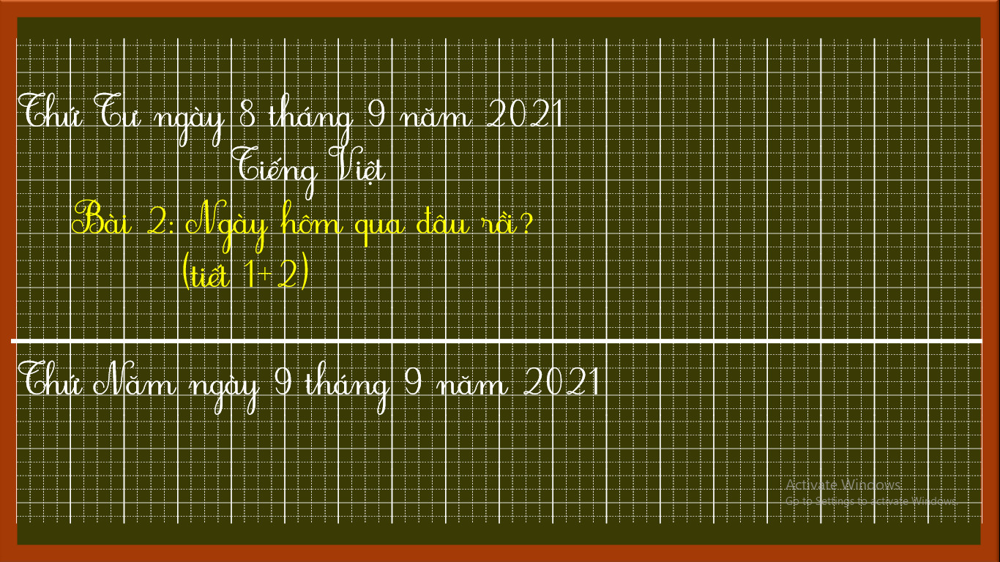 Thứ Tư ngày 8 tháng 9 năm 2021
Tiếng Việt
Bài 2: Ngày hôm qua đâu rồi?
(tiết 1+2)
Thứ Năm ngày 9 tháng 9 năm 2021
Activate Windows
Go to Settings to activate Windows.